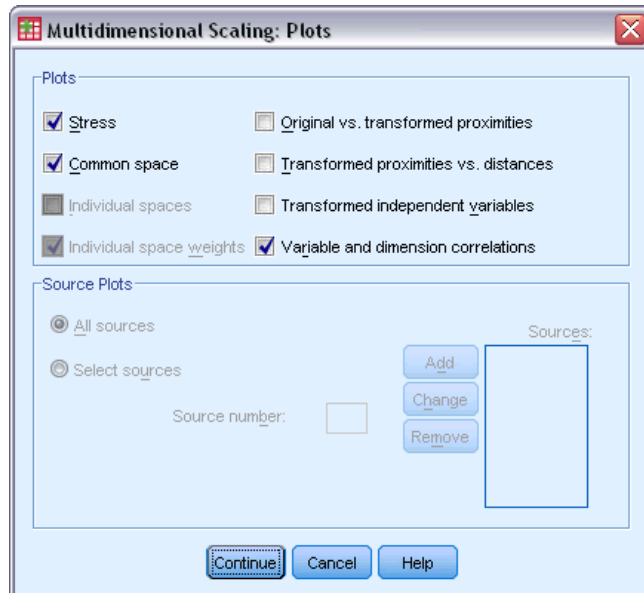 Multidimensional Scaling: Plots
Plots
Stress
Original vs. transformed proximities
Common space
Transformed proximities vs. distances
Individual spaces
Transformed independent variables
Individual space weights
Variable and dimension correlations
Source Plots
All sources
Sources:
Select sources
Add
Source number:
Change
Remove
Continue
Cancel
Help